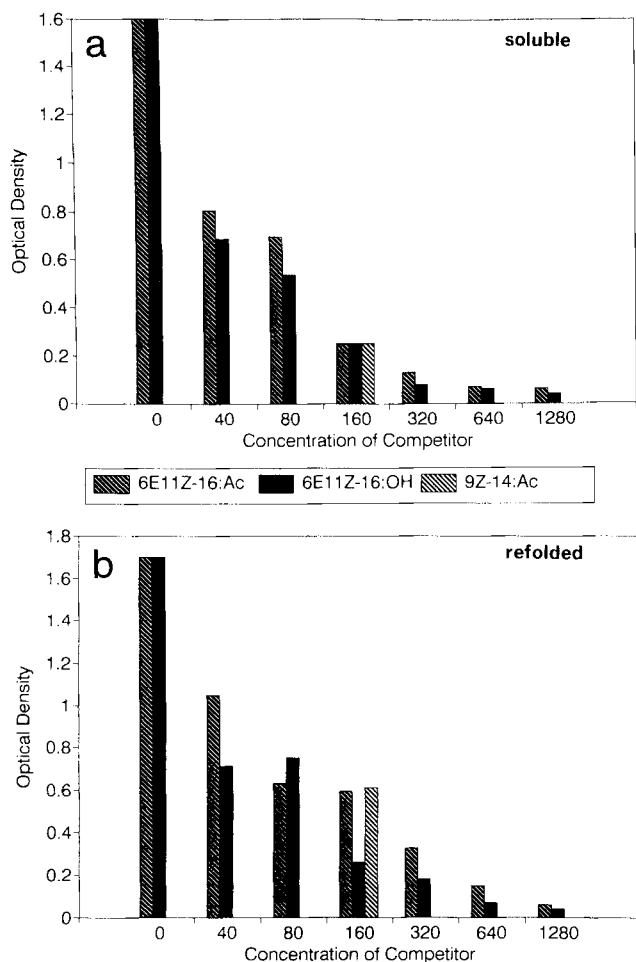 a
soluble
1.6
1.4
1.2
1
0.8
0.6
0.4
0.2
0
Optical Density
0 40 80 160 320 640 1280
Concentration of Competitor
6E11Z-16:Ac 6E11Z-16:OH 9Z-14:Ac
b
refolded
1.8
1.6
1.4
1.2
1
0.8
0.6
0.4
0.2
0
Optical Density
0 40 80 160 320 640 1280
Concentration of Competitor